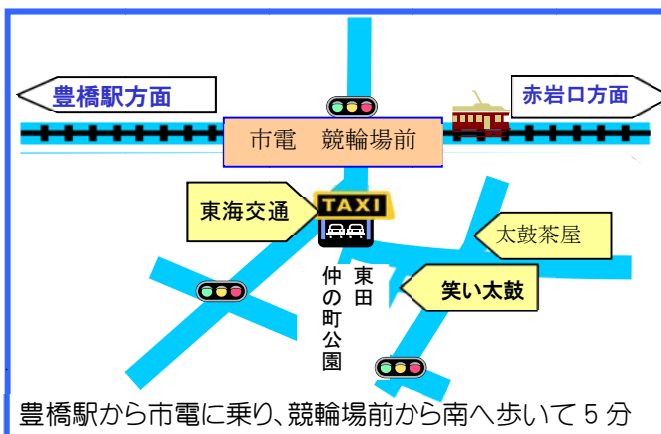 豊橋駅方面
赤岩口方面
市電　競輪場前
東海交通
TAXI
太鼓茶屋
東田
仲の町公園
笑い太鼓
豊橋駅から市電に乗り、競輪場前から南へ歩いて５分